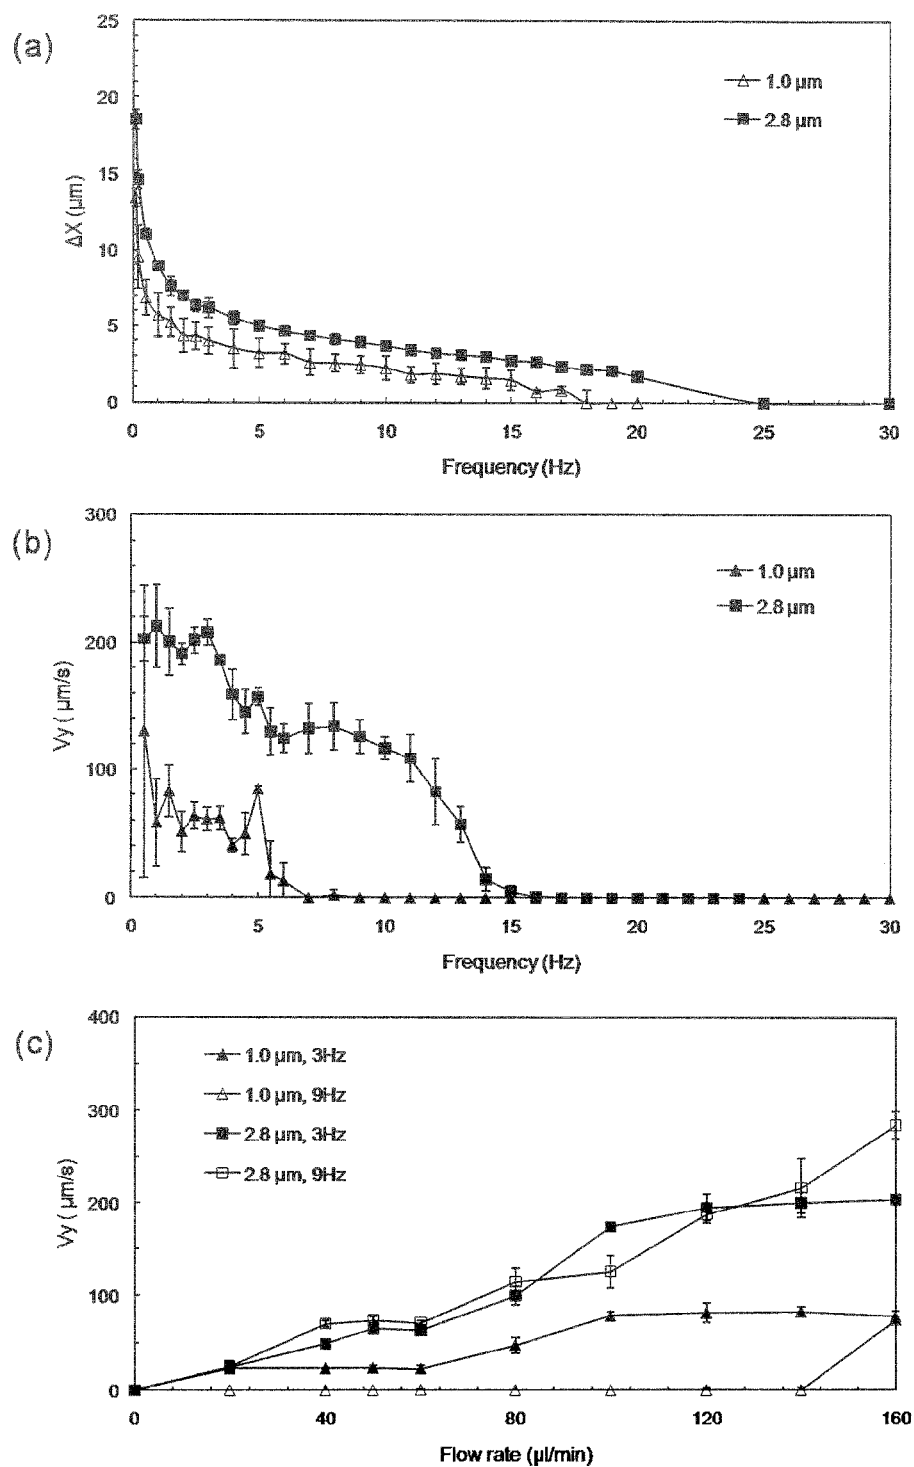 (a)
25
20
15
10
5
0
ΔX (µm)
1.0 µm
2.8 µm
0 5 10 15 20 25 30
Frequency (Hz)
(b)
300
200
100
0
Vy ( µm/s)
1.0 µm
2.8 µm
0 5 10 15 20 25 30
Frequency (Hz)
(c)
400
300
200
100
0
Vy ( µm/s)
1.0 µm, 3Hz
1.0 µm, 9Hz
2.8 µm, 3Hz
2.8 µm, 9Hz
0 40 80 120 160
Flow rate (µl/min)